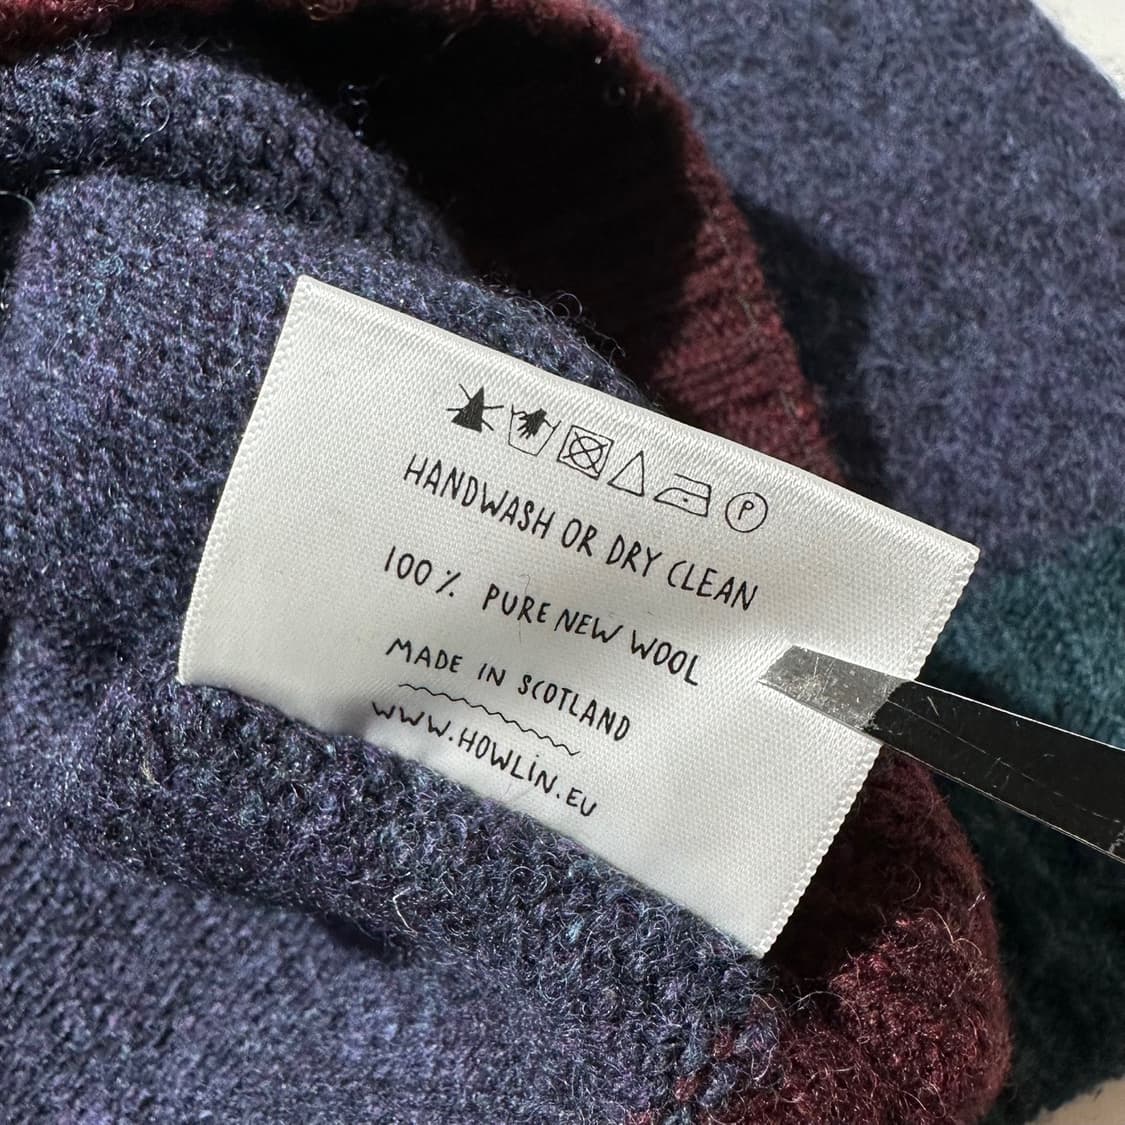 P
HANDWASH OR DRY CLEAN
100% PURE NEW WOOL
MADE IN SCOTLAND
WWW.HOWLiN.EU